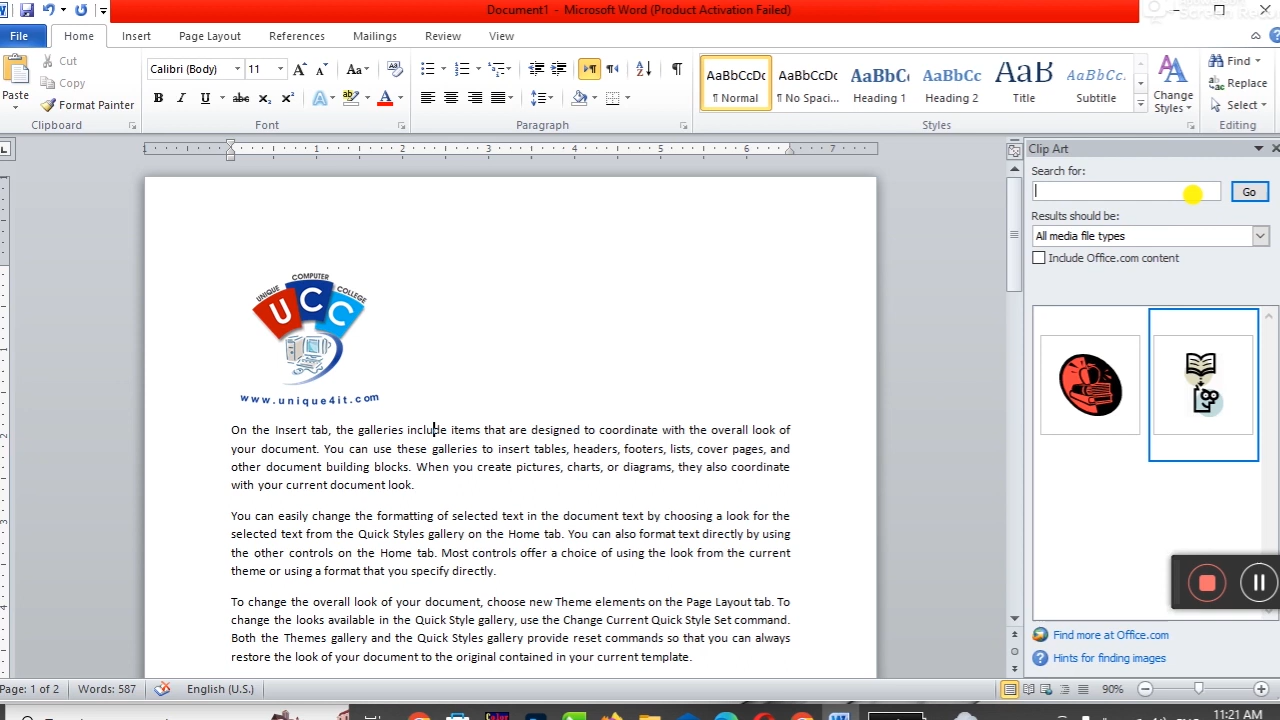 Document1 - Microsoft Word (Product Activation Failed)
File Home Insert Page Layout References Mailings Review View
Paste
Cut
Copy
Format Painter
Clipboard
Calibri (Body) 11
Font
Paragraph
AaBbCcDc AaBbCcDc AaBbC AaBbCc AaB AaBbCc.
¶ Normal ¶ No Spaci... Heading 1 Heading 2 Title Subtitle
Change Styles
Styles
Find
Replace
Select
Editing
1 1 2 3 4 5 6 7
Clip Art
Search for:
Go
Results should be:
All media file types
Include Office.com content
UNIQUE COMPUTER COLLEGE
UCC
www.unique4it.com
On the Insert tab, the galleries include items that are designed to coordinate with the overall look of
your document. You can use these galleries to insert tables, headers, footers, lists, cover pages, and
other document building blocks. When you create pictures, charts, or diagrams, they also coordinate
with your current document look.
You can easily change the formatting of selected text in the document text by choosing a look for the
selected text from the Quick Styles gallery on the Home tab. You can also format text directly by using
the other controls on the Home tab. Most controls offer a choice of using the look from the current
theme or using a format that you specify directly.
To change the overall look of your document, choose new Theme elements on the Page Layout tab. To
change the looks available in the Quick Style gallery, use the Change Current Quick Style Set command.
Both the Themes gallery and the Quick Styles gallery provide reset commands so that you can always
restore the look of your document to the original contained in your current template.
Find more at Office.com
Hints for finding images
Page: 1 of 2 Words: 587 English (U.S.) 90%
11:21 AM